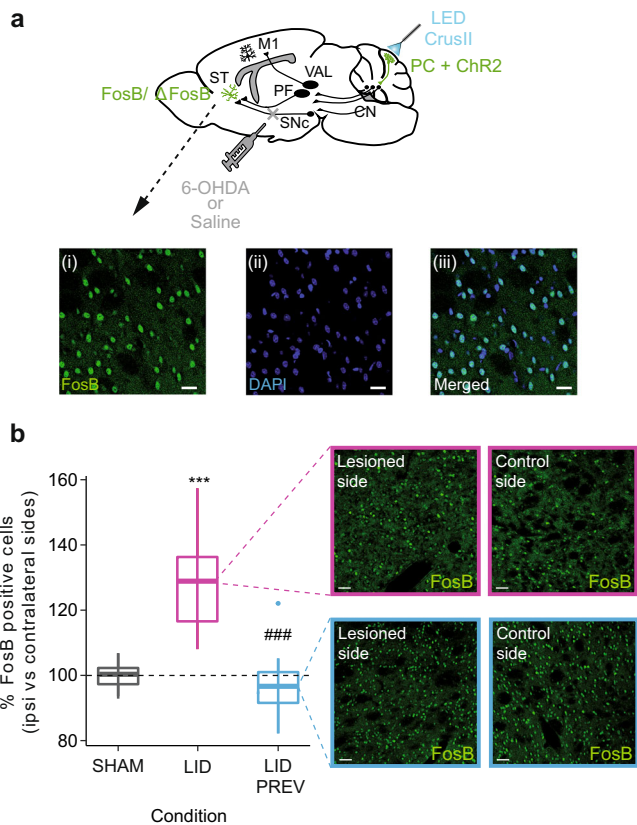 a
LED
CrusII
PC + ChR2
M1
ST
VAL
PF
FosB/ ΔFosB
SNc
CN
6-OHDA
or
Saline
(i)
FosB
(ii)
DAPI
(iii)
Merged
b
% FosB positive cells
(ipsi vs contralateral sides)
160
140
120
100
80
***
###
SHAM
LID
LID
PREV
Condition
Lesioned
side
FosB
Control
side
FosB
Lesioned
side
FosB
Control
side
FosB